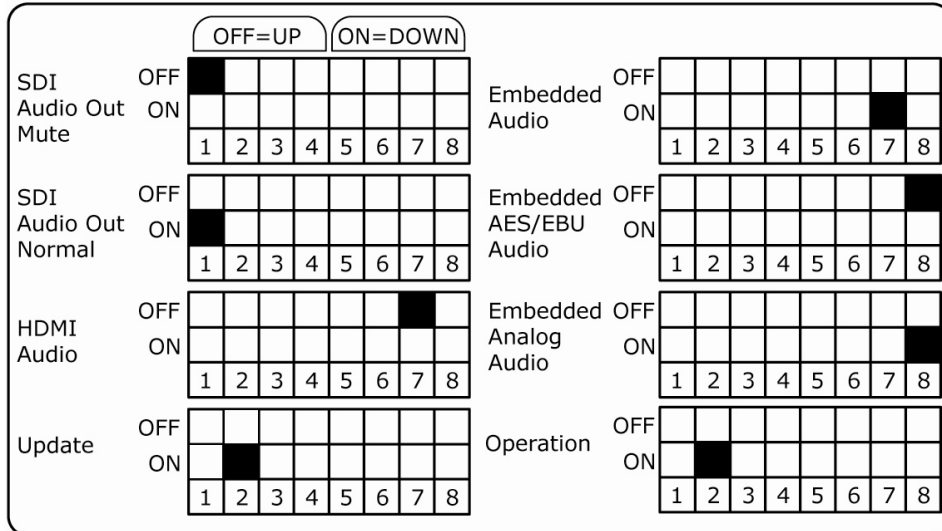 OFF=UP ON=DOWN
SDI
Audio Out
Mute
OFF
ON
1 2 3 4 5 6 7 8
Embedded
Audio
OFF
ON
1 2 3 4 5 6 7 8
SDI
Audio Out
Normal
OFF
ON
1 2 3 4 5 6 7 8
Embedded
AES/EBU
Audio
OFF
ON
1 2 3 4 5 6 7 8
HDMI
Audio
OFF
ON
1 2 3 4 5 6 7 8
Embedded
Analog
Audio
OFF
ON
1 2 3 4 5 6 7 8
Update
OFF
ON
1 2 3 4 5 6 7 8
Operation
OFF
ON
1 2 3 4 5 6 7 8